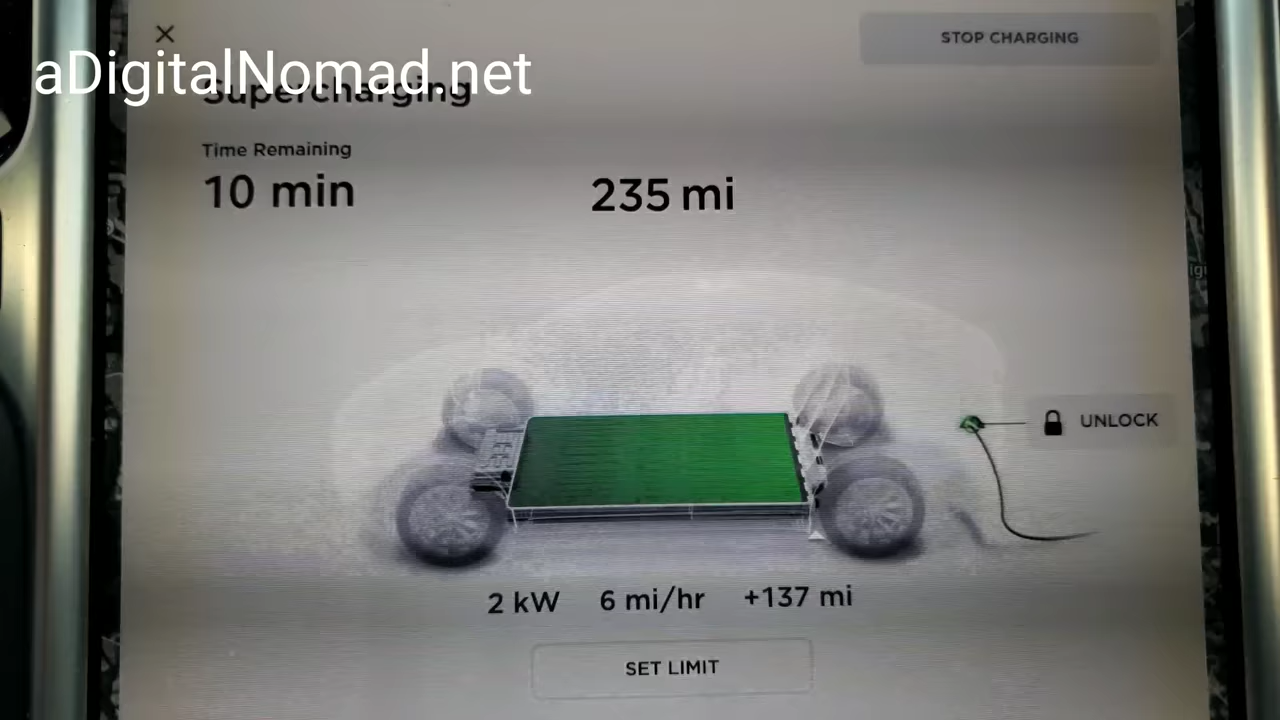 STOP CHARGING
aDigitalNomad.net
Supercharging
Time Remaining
10 min
235 mi
UNLOCK
2 kW 6 mi/hr +137 mi
SET LIMIT